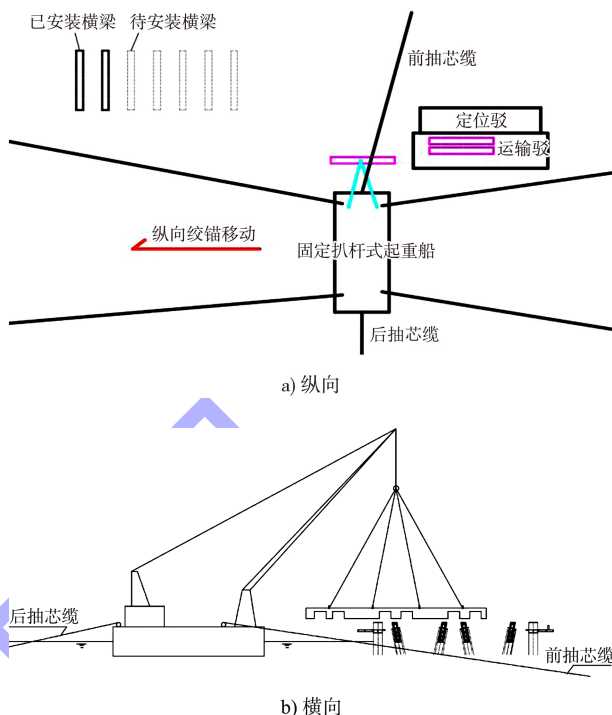 已安装横梁 待安装横梁
前抽芯缆
定位驳
运输驳
纵向绞锚移动
固定扒杆式起重船
后抽芯缆
a) 纵向
后抽芯缆
前抽芯缆
b) 横向